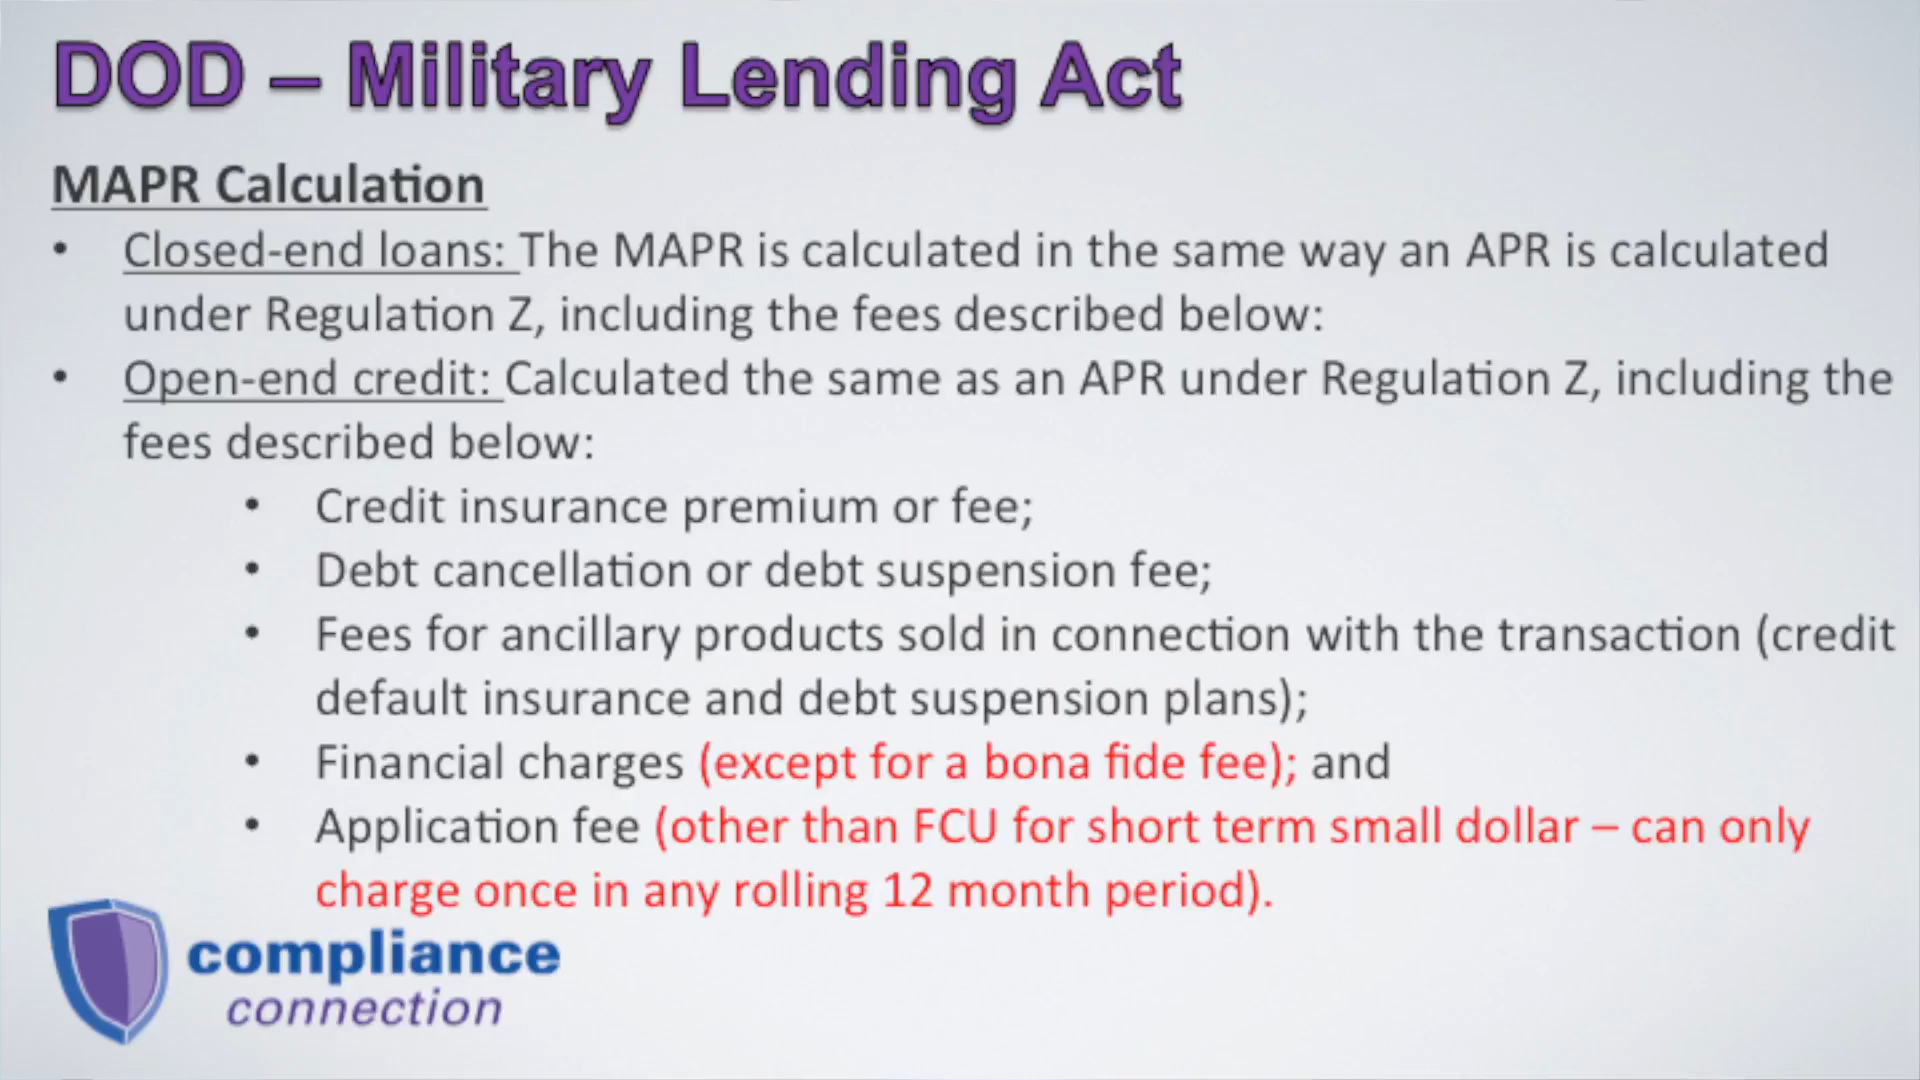 DOD – Military Lending Act
MAPR Calculation
• Closed-end loans: The MAPR is calculated in the same way an APR is calculated
under Regulation Z, including the fees described below:
• Open-end credit: Calculated the same as an APR under Regulation Z, including the
fees described below:
• Credit insurance premium or fee;
• Debt cancellation or debt suspension fee;
• Fees for ancillary products sold in connection with the transaction (credit
default insurance and debt suspension plans);
• Financial charges (except for a bona fide fee); and
• Application fee (other than FCU for short term small dollar – can only
charge once in any rolling 12 month period).
compliance
connection